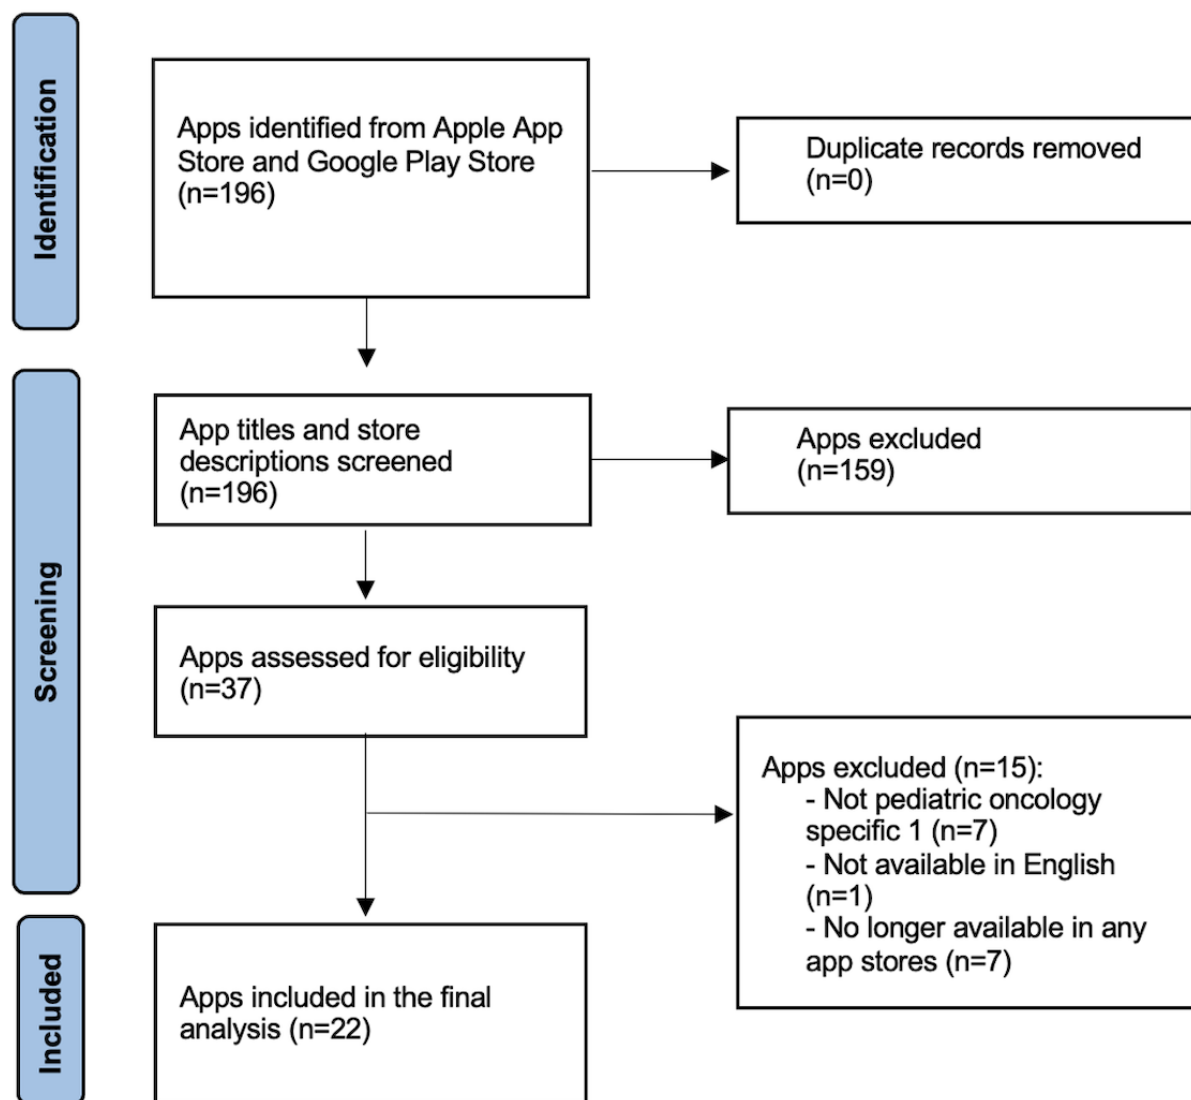 Identification
Apps identified from Apple App
Store and Google Play Store
(n=196)
Duplicate records removed
(n=0)
Screening
App titles and store
descriptions screened
(n=196)
Apps excluded
(n=159)
Apps assessed for eligibility
(n=37)
Apps excluded (n=15):
- Not pediatric oncology
specific 1 (n=7)
- Not available in English
(n=1)
- No longer available in any
app stores (n=7)
Included
Apps included in the final
analysis (n=22)